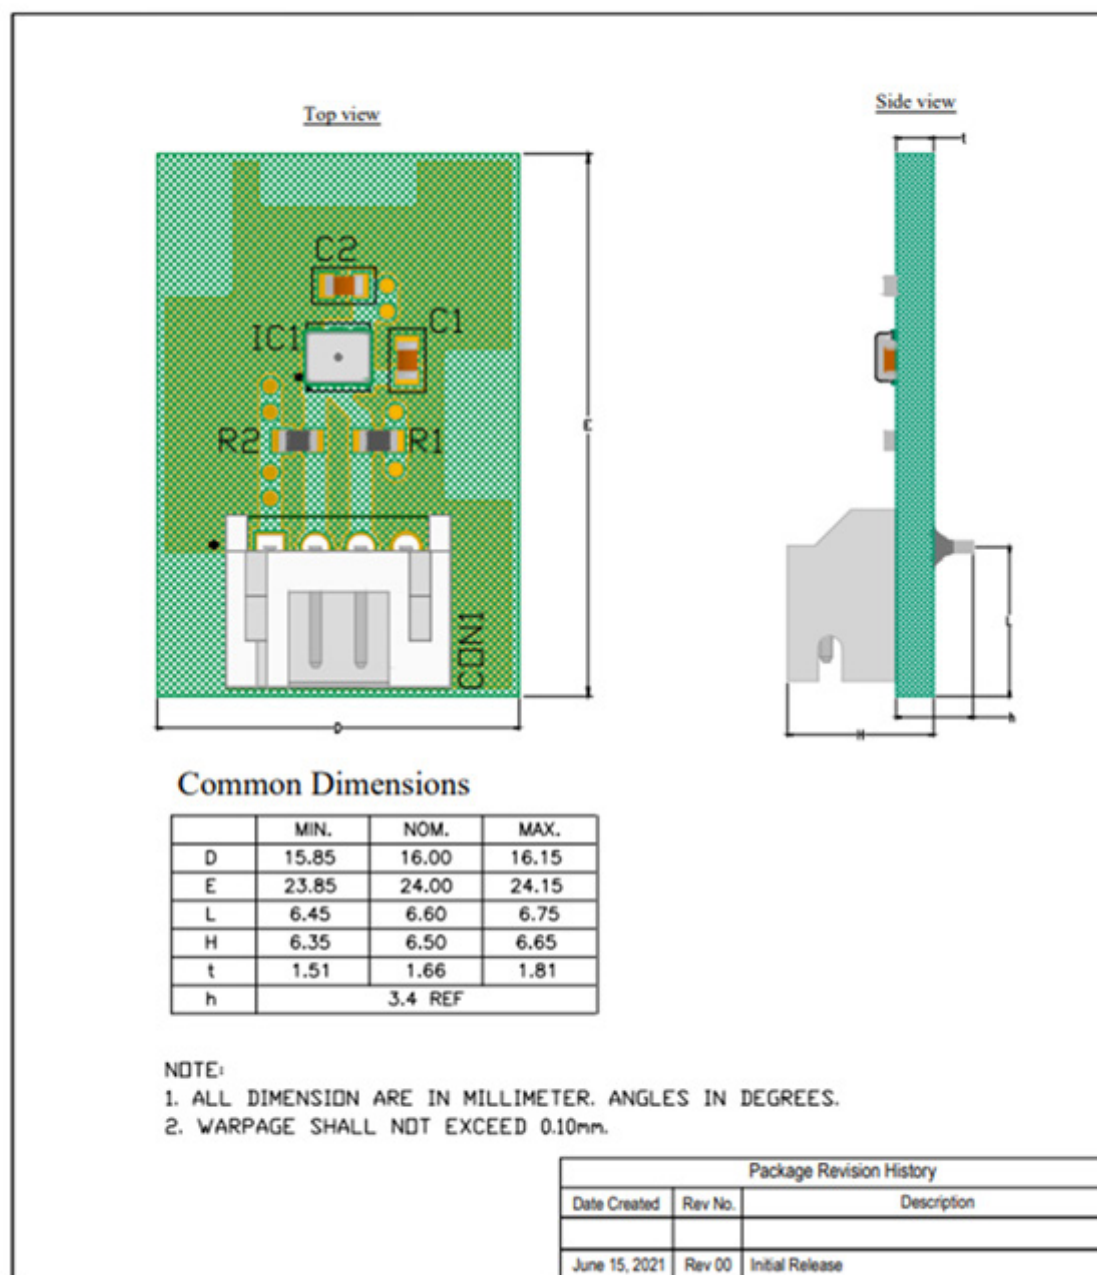 Top view
Side view
t
C2
IC1
C1
E
R2
R1
L
CON1
D
H
h
Common Dimensions
MIN. NOM. MAX.
D 15.85 16.00 16.15
E 23.85 24.00 24.15
L 6.45 6.60 6.75
H 6.35 6.50 6.65
t 1.51 1.66 1.81
h 3.4 REF
NOTE:
1. ALL DIMENSION ARE IN MILLIMETER. ANGLES IN DEGREES.
2. WARPAGE SHALL NOT EXCEED 0.10mm.
Package Revision History
Date Created Rev No. Description
June 15, 2021 Rev 00 Initial Release